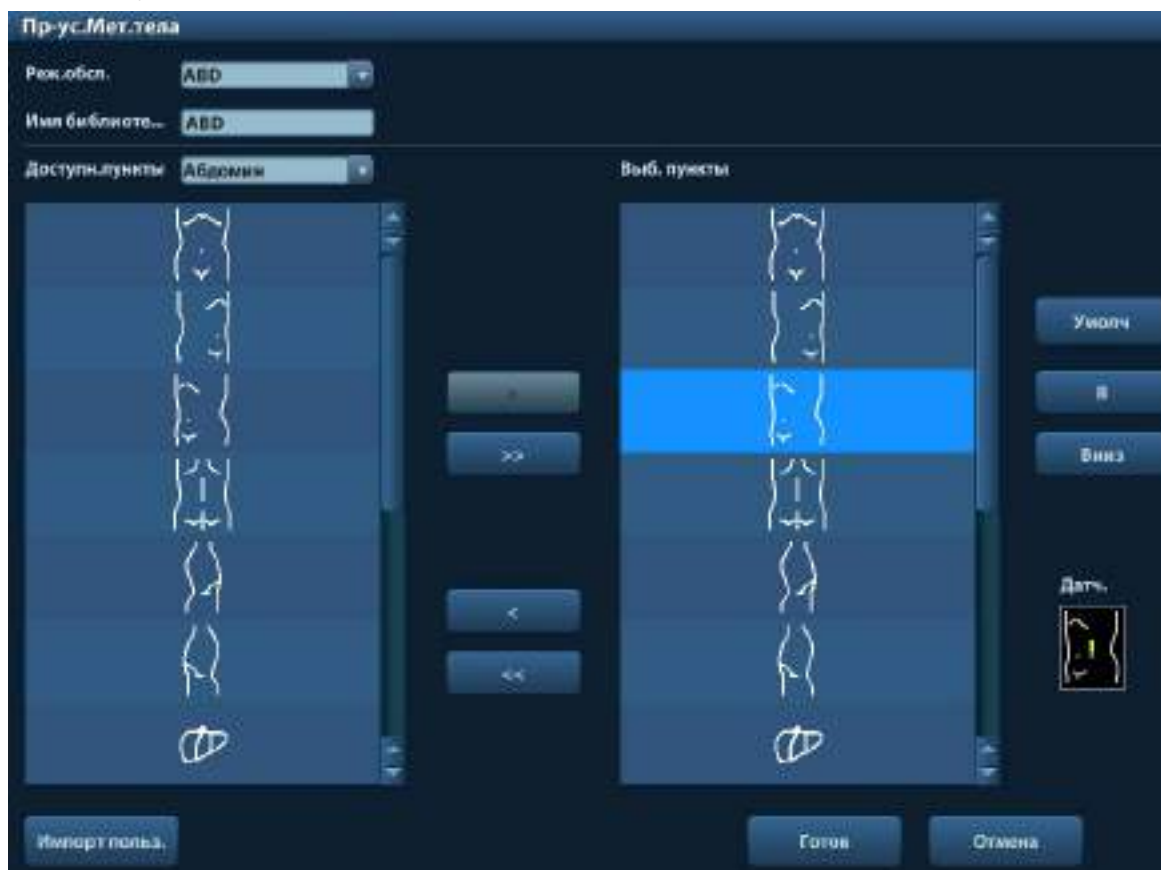 Пр-ус.Мет.тела
Реж.обсл. ABD
Имя библиоте... ABD
Доступн.пункты Абдомин
Выб. пункты
Умолч
>
В
>>
Вниз
Датч.
<
<<
Импорт польз.
Готов
Отмена